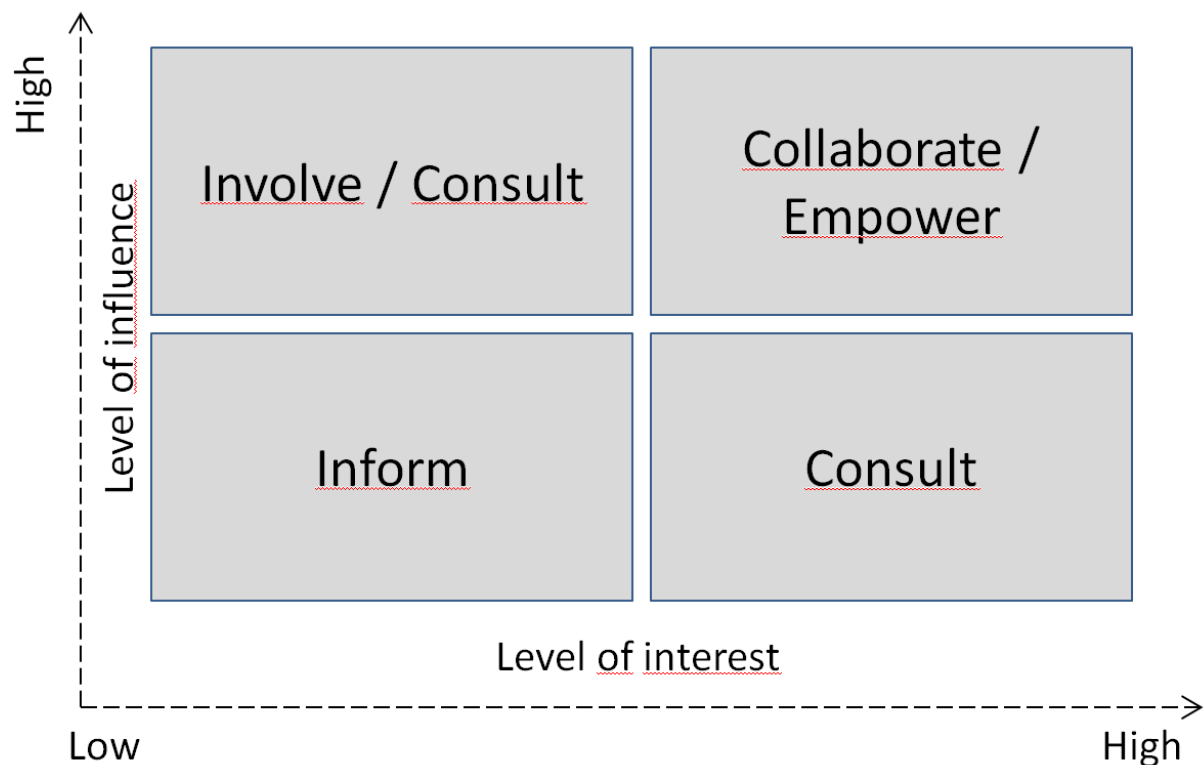 High
Level of influence
Involve / Consult
Collaborate /
Empower
Inform
Consult
Level of interest
Low
High